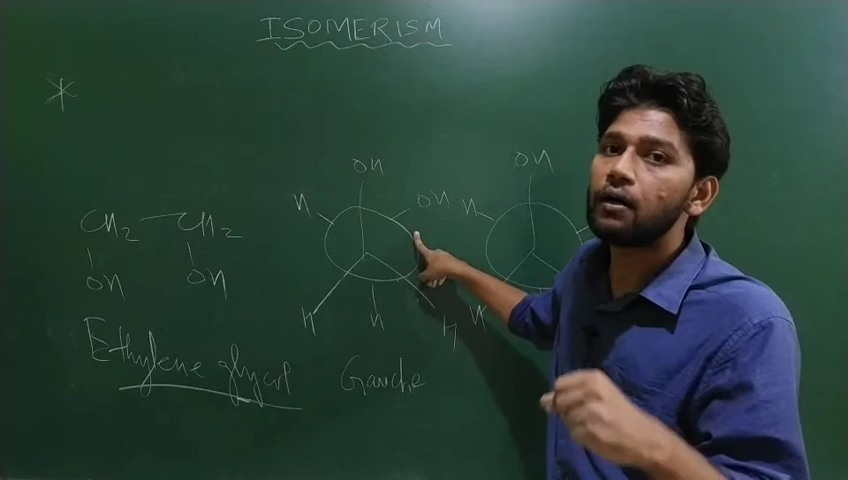 ISOMERISM
*
OH
OH
H
OH
H
CH2 — CH2
OH
OH
H
H
H
H
Ethylene glycol
Gauche